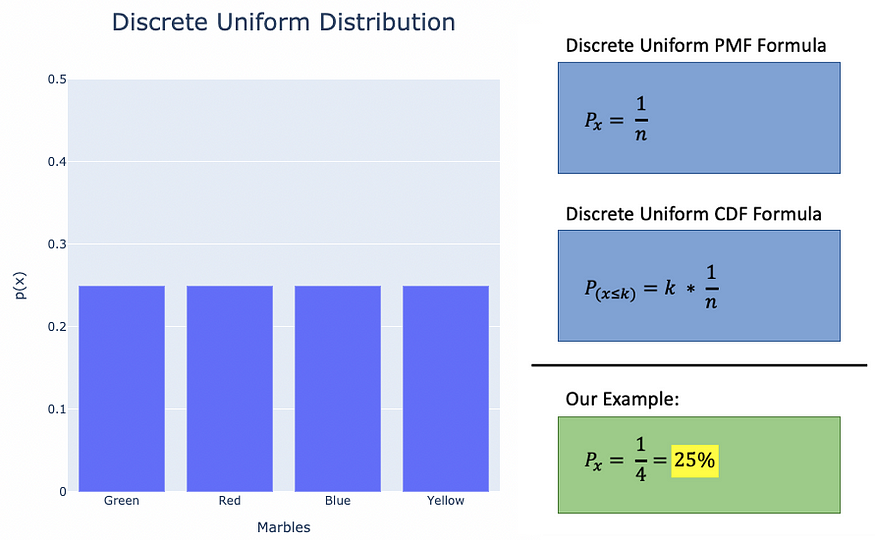 Discrete Uniform Distribution
0.5
0.4
0.3
0.2
0.1
0
p(x)
Green Red Blue Yellow
Marbles
Discrete Uniform PMF Formula
Pₓ = 1/n
Discrete Uniform CDF Formula
P₍ₓ≤ₖ₎ = k * 1/n
Our Example:
Pₓ = 1/4 = 25%